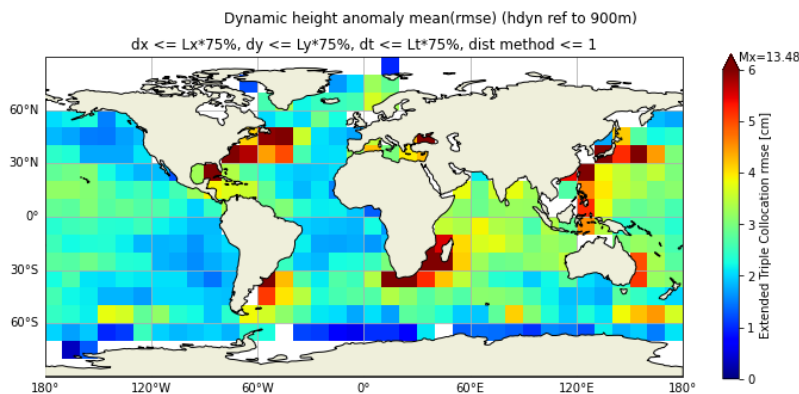 Dynamic height anomaly mean(rmse) (hdyn ref to 900m)
dx <= Lx*75%, dy <= Ly*75%, dt <= Lt*75%, dist method <= 1
Mx=13.48
60°N
30°N
0°
30°S
60°S
180°
120°W
60°W
0°
60°E
120°E
180°
6
5
4
3
2
1
0
Extended Triple Collocation rmse [cm]